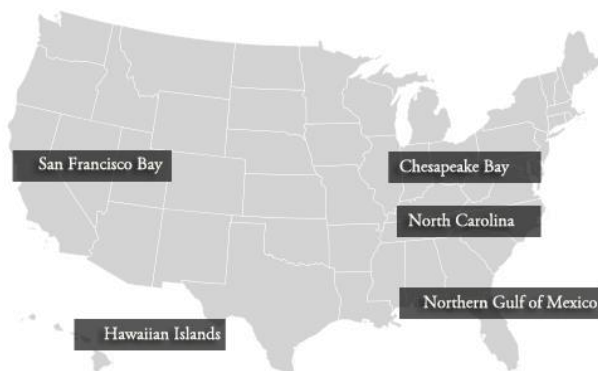 San Francisco Bay
Chesapeake Bay
North Carolina
Northern Gulf of Mexico
Hawaiian Islands